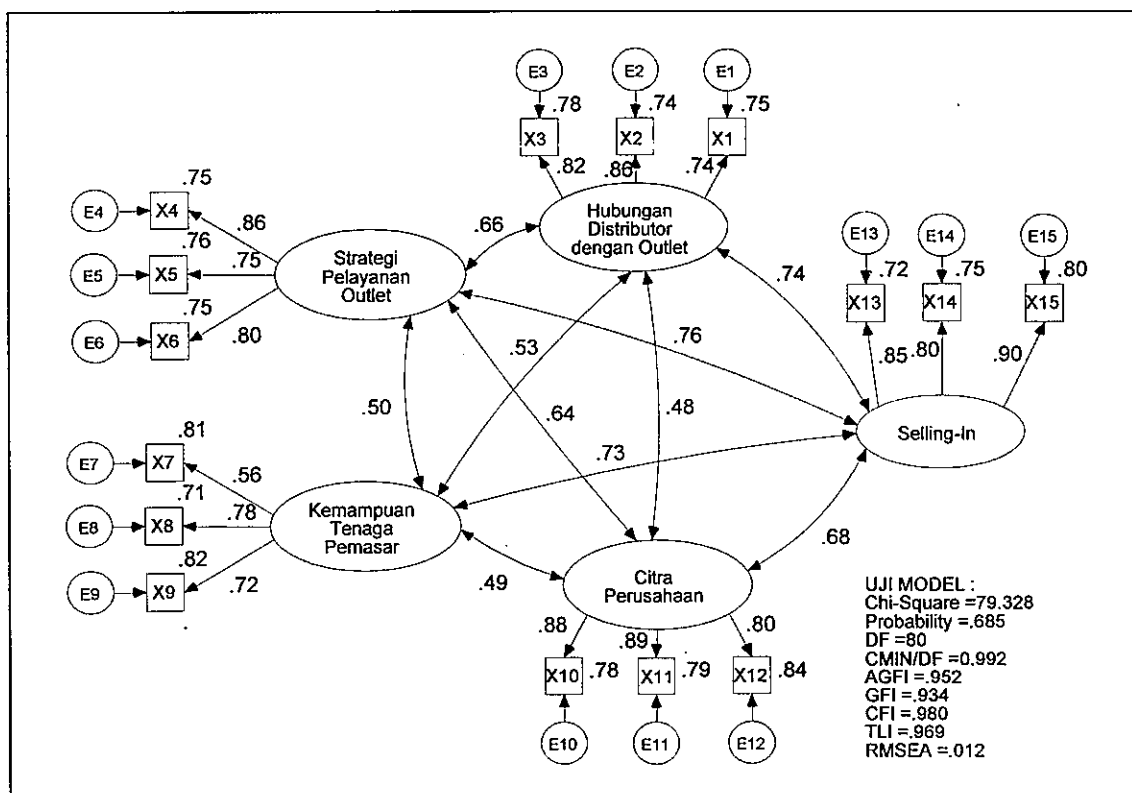 E3
E2
E1
.78
.74
.75
X3
X2
X1
.82
.86
.74
Hubungan
Distributor
dengan Outlet
E4
X4
.75
.86
E5
X5
.76
.75
E6
X6
.75
.80
Strategi
Pelayanan
Outlet
.66
E13
E14
E15
.72
.75
.80
X13
X14
X15
.85
.80
.90
Selling-In
.74
.76
.53
.50
.64
.48
.73
.68
.49
E7
X7
.81
.56
E8
X8
.71
.78
E9
X9
.82
.72
Kemampuan
Tenaga
Pemasar
Citra
Perusahaan
.88
.89
.80
X10
.78
X11
.79
X12
.84
E10
E11
E12
UJI MODEL :
Chi-Square =79.328
Probability =.685
DF =80
CMIN/DF =0.992
AGFI =.952
GFI =.934
CFI =.980
TLI =.969
RMSEA =.012